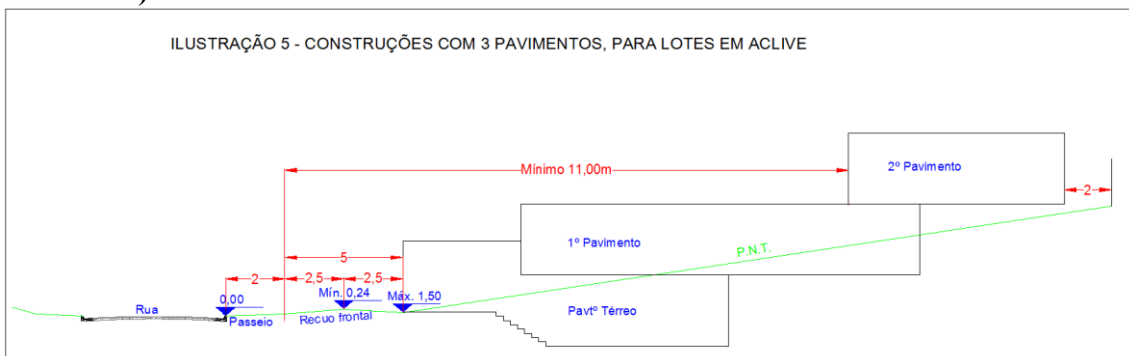 ILUSTRAÇÃO 5 - CONSTRUÇÕES COM 3 PAVIMENTOS, PARA LOTES EM ACLIVE
Mínimo 11,00m
2º Pavimento
2
1º Pavimento
P.N.T.
5
2
2,5
2,5
0,00
Mín. 0,24
Máx. 1,50
Rua
Passeio
Recuo frontal
Pavtº Térreo